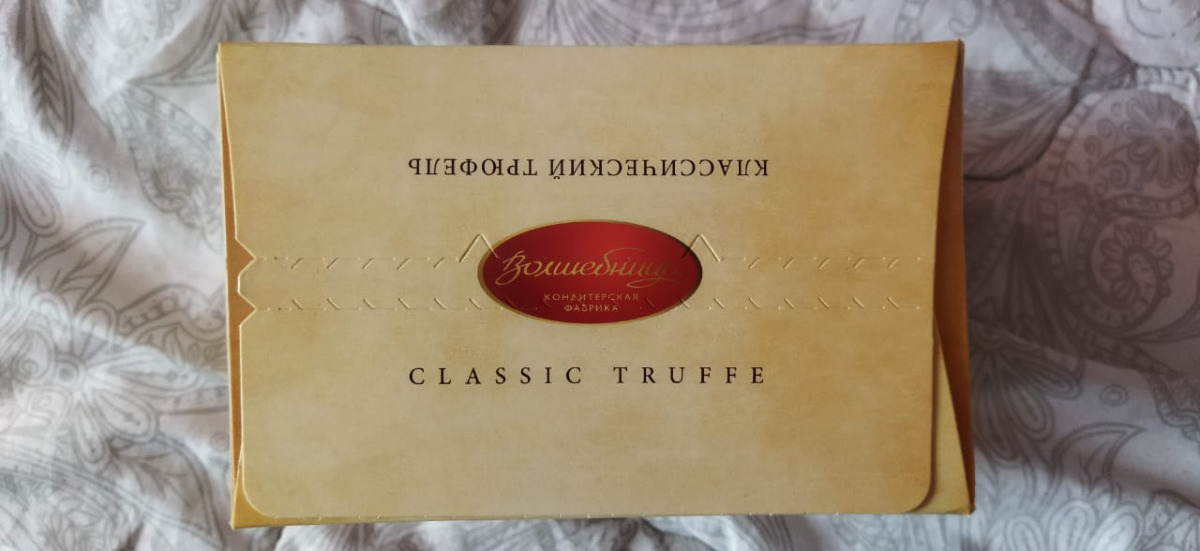 КЛАССИЧЕСКИЙ ТРЮФЕЛЬ
Волшебница
КОНДИТЕРСКАЯ
ФАБРИКА
CLASSIC TRUFFE